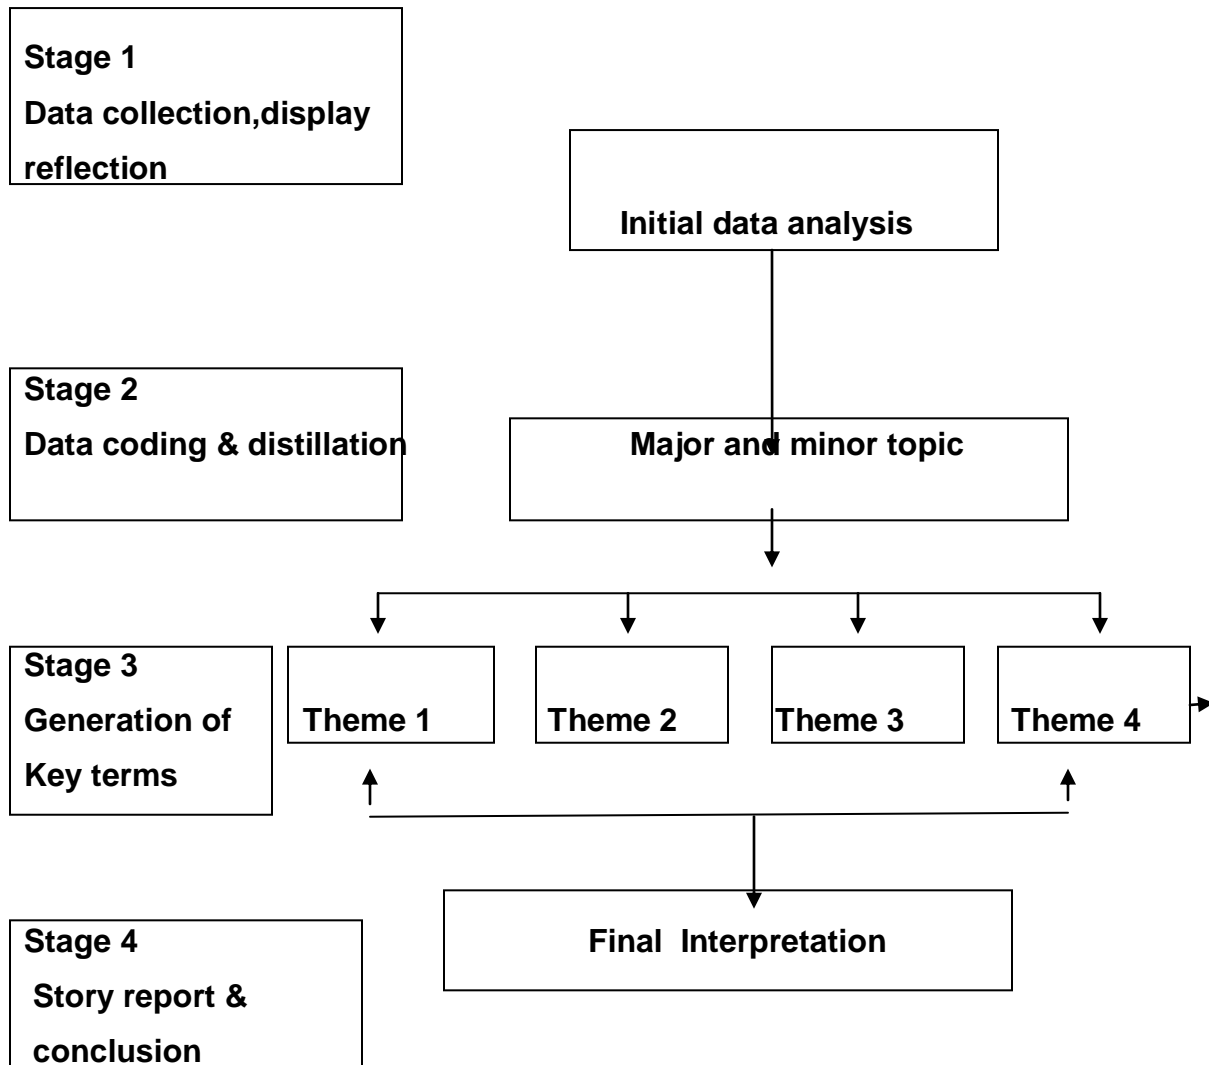 Stage 1
Data collection,display
reflection
Initial data analysis
Stage 2
Data coding & distillation
Major and minor topic
Stage 3
Generation of
Key terms
Theme 1
Theme 2
Theme 3
Theme 4
Stage 4
Story report &
conclusion
Final Interpretation